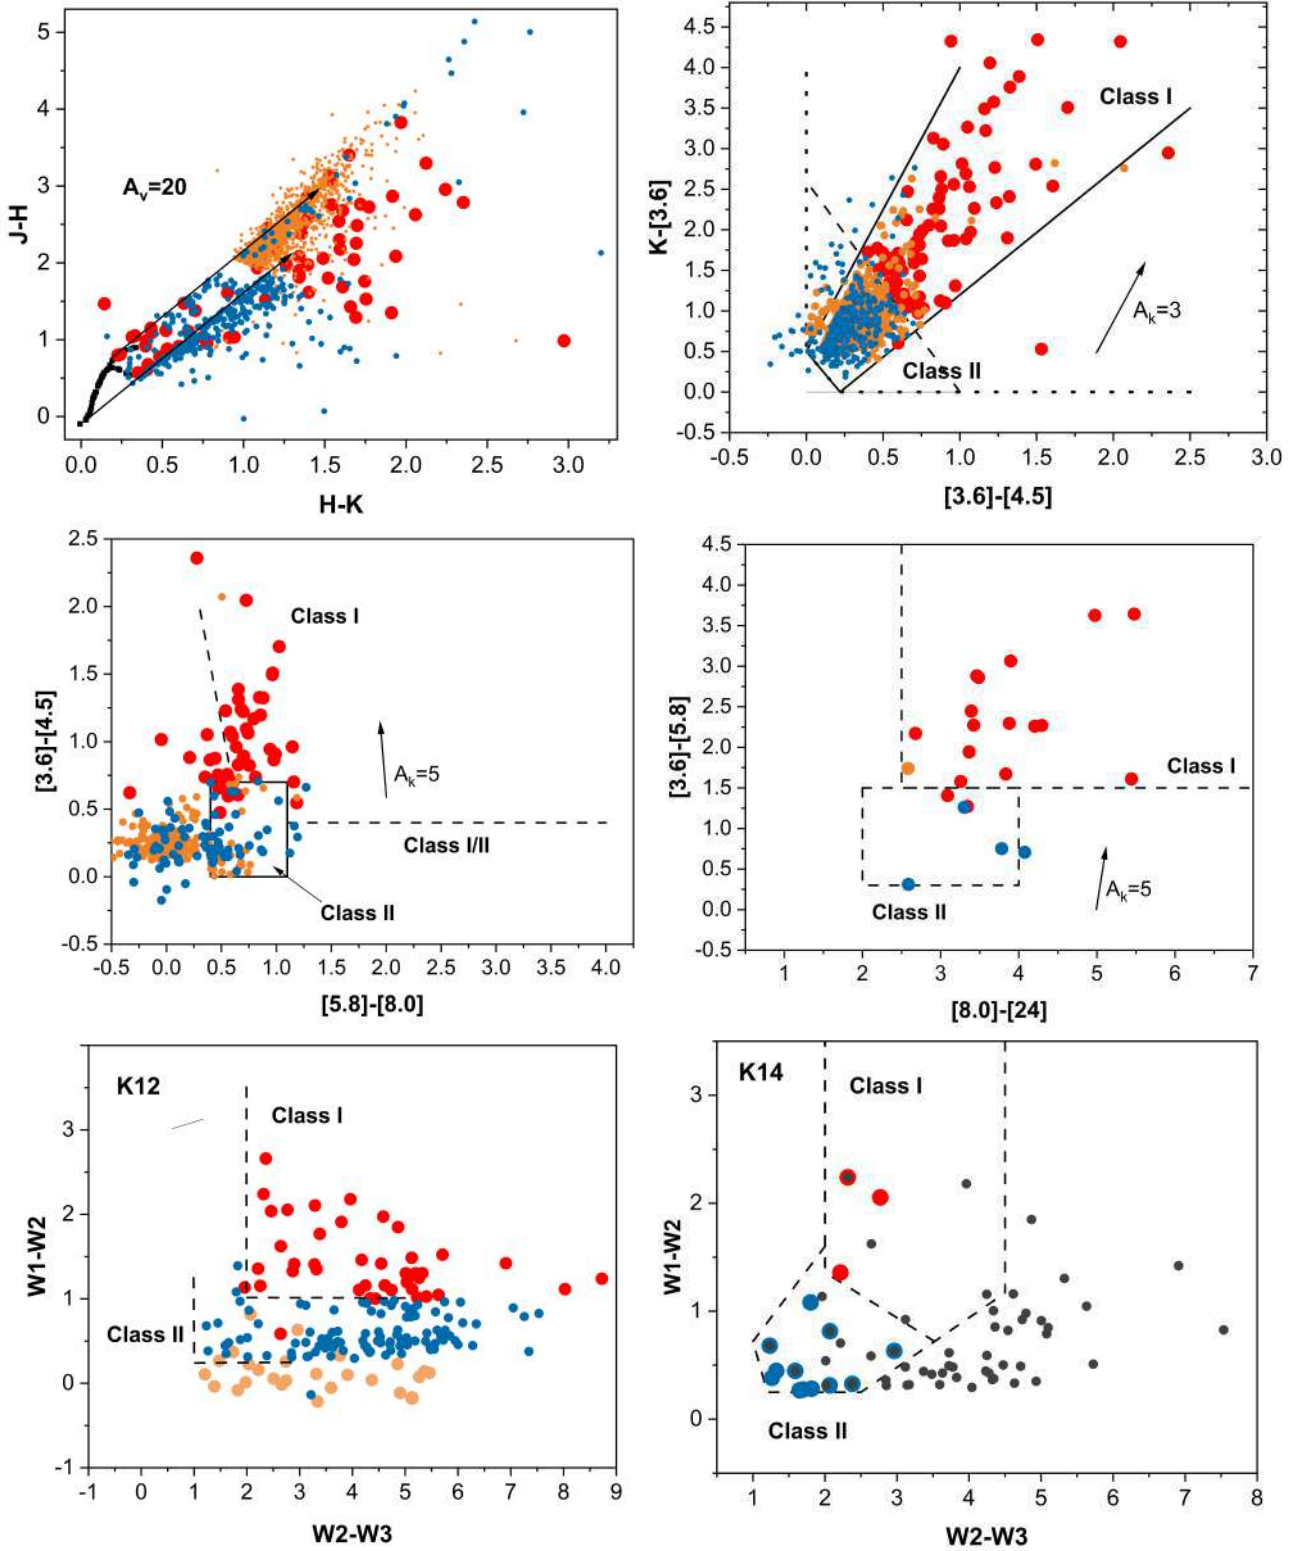 5
4
3
2
1
0
J-H
Av=20
0.0 0.5 1.0 1.5 2.0 2.5 3.0
H-K
4.5
4.0
3.5
3.0
2.5
2.0
1.5
1.0
0.5
0.0
-0.5
K-[3.6]
Class I
Ak=3
Class II
-0.5 0.0 0.5 1.0 1.5 2.0 2.5 3.0
[3.6]-[4.5]
2.5
2.0
1.5
1.0
0.5
0.0
-0.5
[3.6]-[4.5]
Class I
Ak=5
Class I/II
Class II
-0.5 0.0 0.5 1.0 1.5 2.0 2.5 3.0 3.5 4.0
[5.8]-[8.0]
4.5
4.0
3.5
3.0
2.5
2.0
1.5
1.0
0.5
0.0
-0.5
[3.6]-[5.8]
Class I
Ak=5
Class II
1 2 3 4 5 6 7
[8.0]-[24]
K12
3
2
1
0
-1
W1-W2
Class I
Class II
-1 0 1 2 3 4 5 6 7 8 9
W2-W3
K14
3
2
1
0
W1-W2
Class I
Class II
1 2 3 4 5 6 7 8
W2-W3